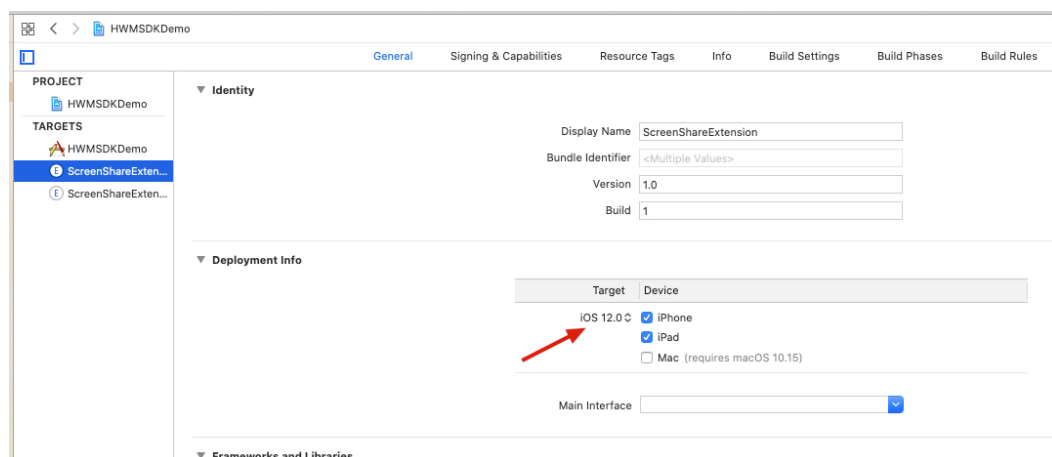 HWMSDKDemo
General Signing & Capabilities Resource Tags Info Build Settings Build Phases Build Rules
PROJECT
HWMSDKDemo
TARGETS
HWMSDKDemo
E ScreenShareExten...
E ScreenShareExten...
Identity
Display Name ScreenShareExtension
Bundle Identifier <Multiple Values>
Version 1.0
Build 1
Deployment Info
Target Device
iOS 12.0 iPhone
iPad
Mac (requires macOS 10.15)
Main Interface
Frameworks and Libraries